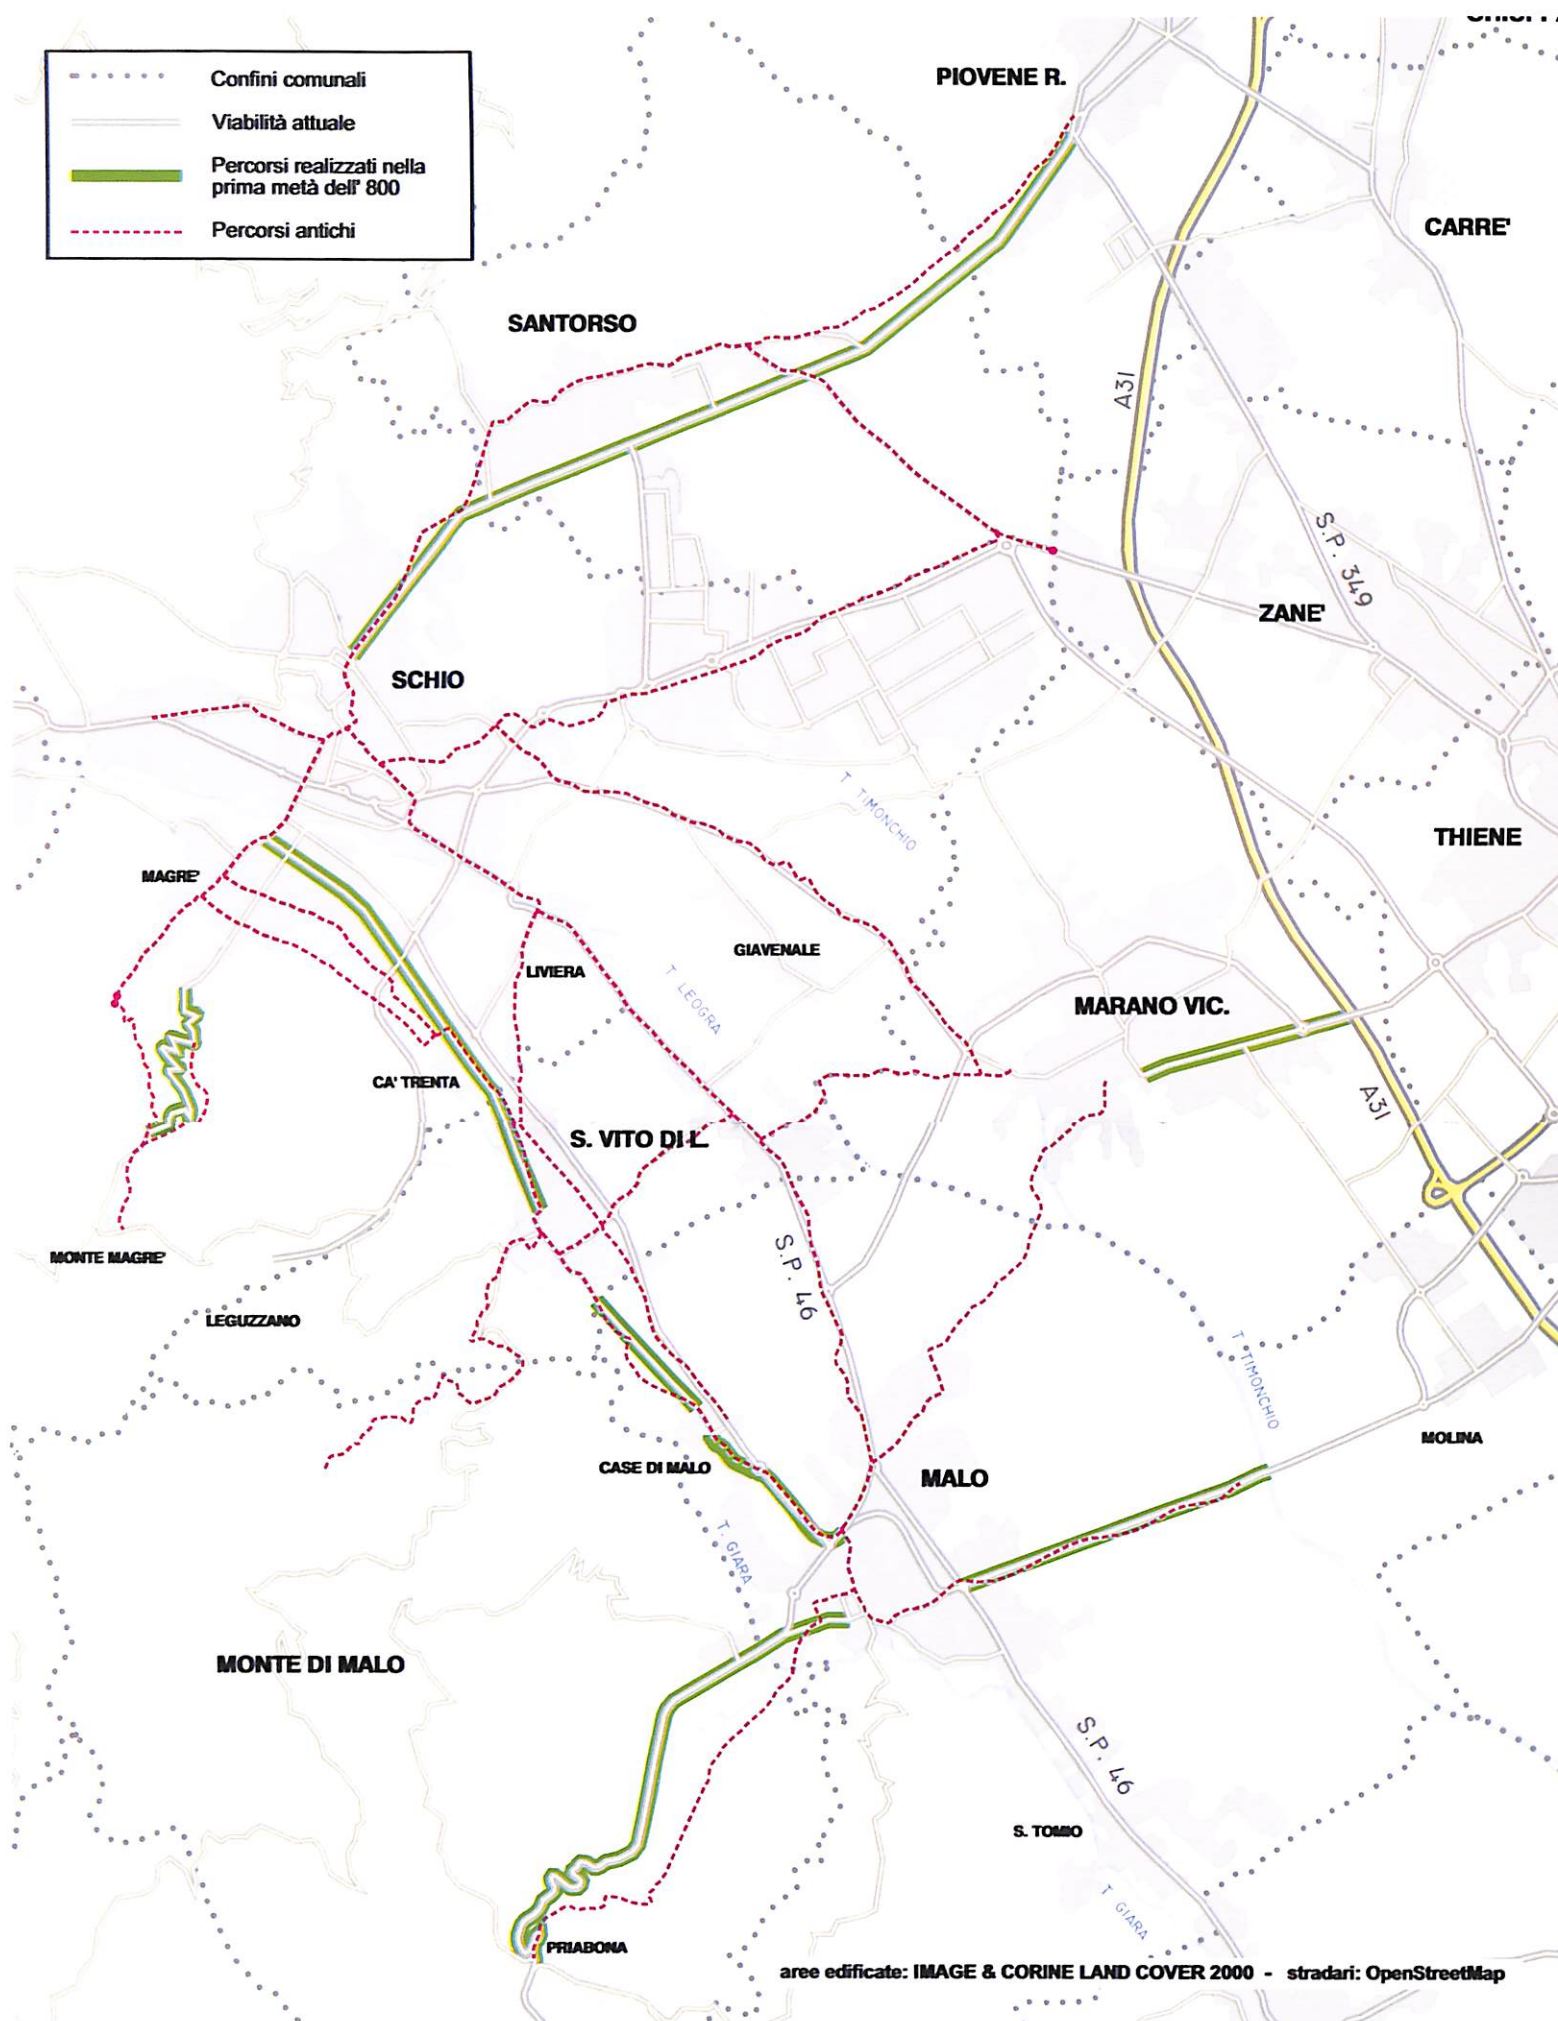 Confini comunali
Viabilità attuale
Percorsi realizzati nella
prima metà dell' 800
Percorsi antichi
PIOVENE R.
CARRE'
SANTORSO
A31
S.P. 349
ZANE'
SCHIO
T TIMONCHIO
THIENE
MAGRE'
GIAVENALE
LIVIERA
T LEOGRA
MARANO VIC.
CA' TRENTA
A31
S. VITO DI L.
MONTE MAGRE'
S.P. 46
LEGUZZANO
T TIMONCHIO
MOLINA
CASE DI MALO
MALO
T. GIARA
MONTE DI MALO
S.P. 46
S. TOMIO
T GIARA
PRIABONA
aree edificate: IMAGE & CORINE LAND COVER 2000 - stradari: OpenStreetMap